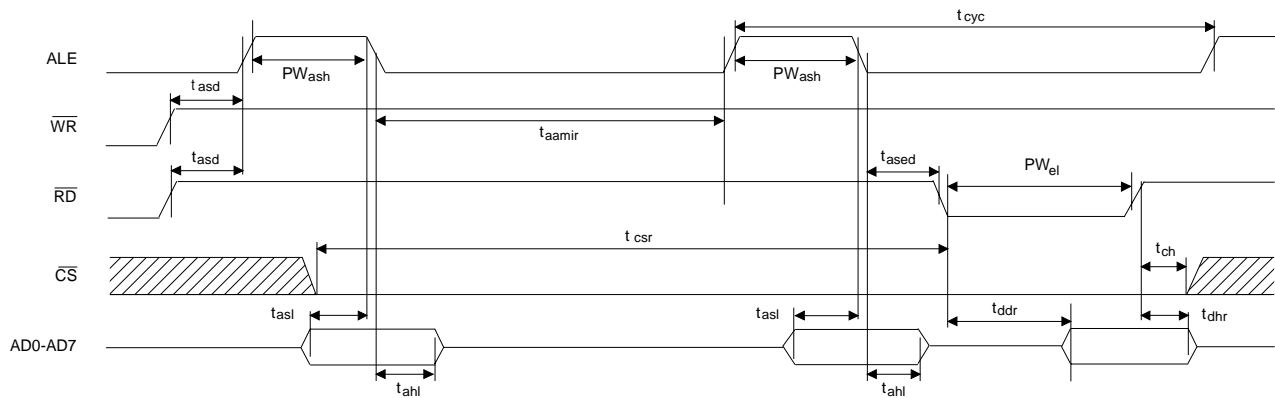 t cyc
ALE
PWash
PWash
t asd
WR
taamir
tasd
tased
PWel
RD
t csr
tch
CS
tasl
tasl
tddr
tdhr
AD0-AD7
tahl
tahl